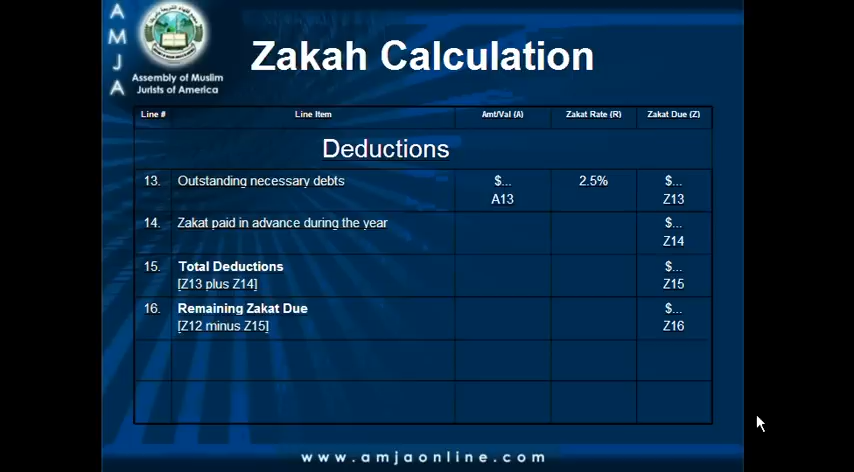 A
M
J
A
Assembly of Muslim
Jurists of America
Zakah Calculation
Line # Line Item Amt/Val (A) Zakat Rate (R) Zakat Due (Z)
Deductions
13. Outstanding necessary debts $... 2.5% $...
A13 Z13
14. Zakat paid in advance during the year $...
Z14
15. Total Deductions $...
[Z13 plus Z14] Z15
16. Remaining Zakat Due $...
[Z12 minus Z15] Z16
www.amjaonline.com